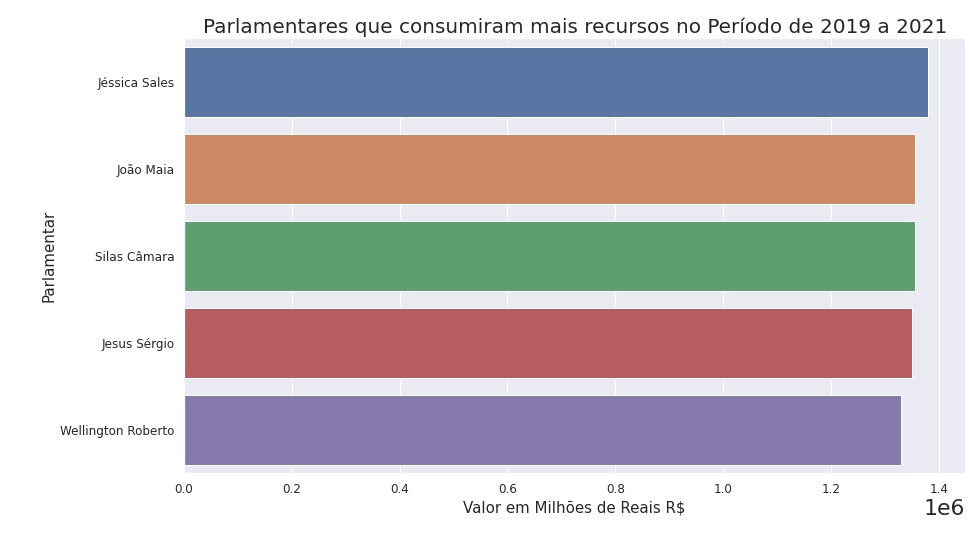 Parlamentares que consumiram mais recursos no Período de 2019 a 2021
Parlamentar
Jéssica Sales
João Maia
Silas Câmara
Jesus Sérgio
Wellington Roberto
0.0 0.2 0.4 0.6 0.8 1.0 1.2 1.4
Valor em Milhões de Reais R$
1e6